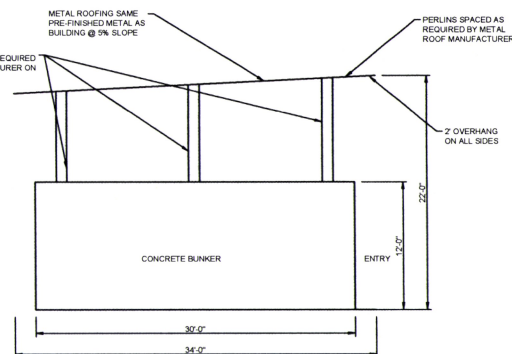 METAL ROOFING SAME
PRE-FINISHED METAL AS
BUILDING @ 5% SLOPE
PERLINS SPACED AS
REQUIRED BY METAL
ROOF MANUFACTURER
EQUIRED
URER ON
2' OVERHANG
ON ALL SIDES
22'-0"
12'-0"
CONCRETE BUNKER
ENTRY
30'-0"
34'-0"